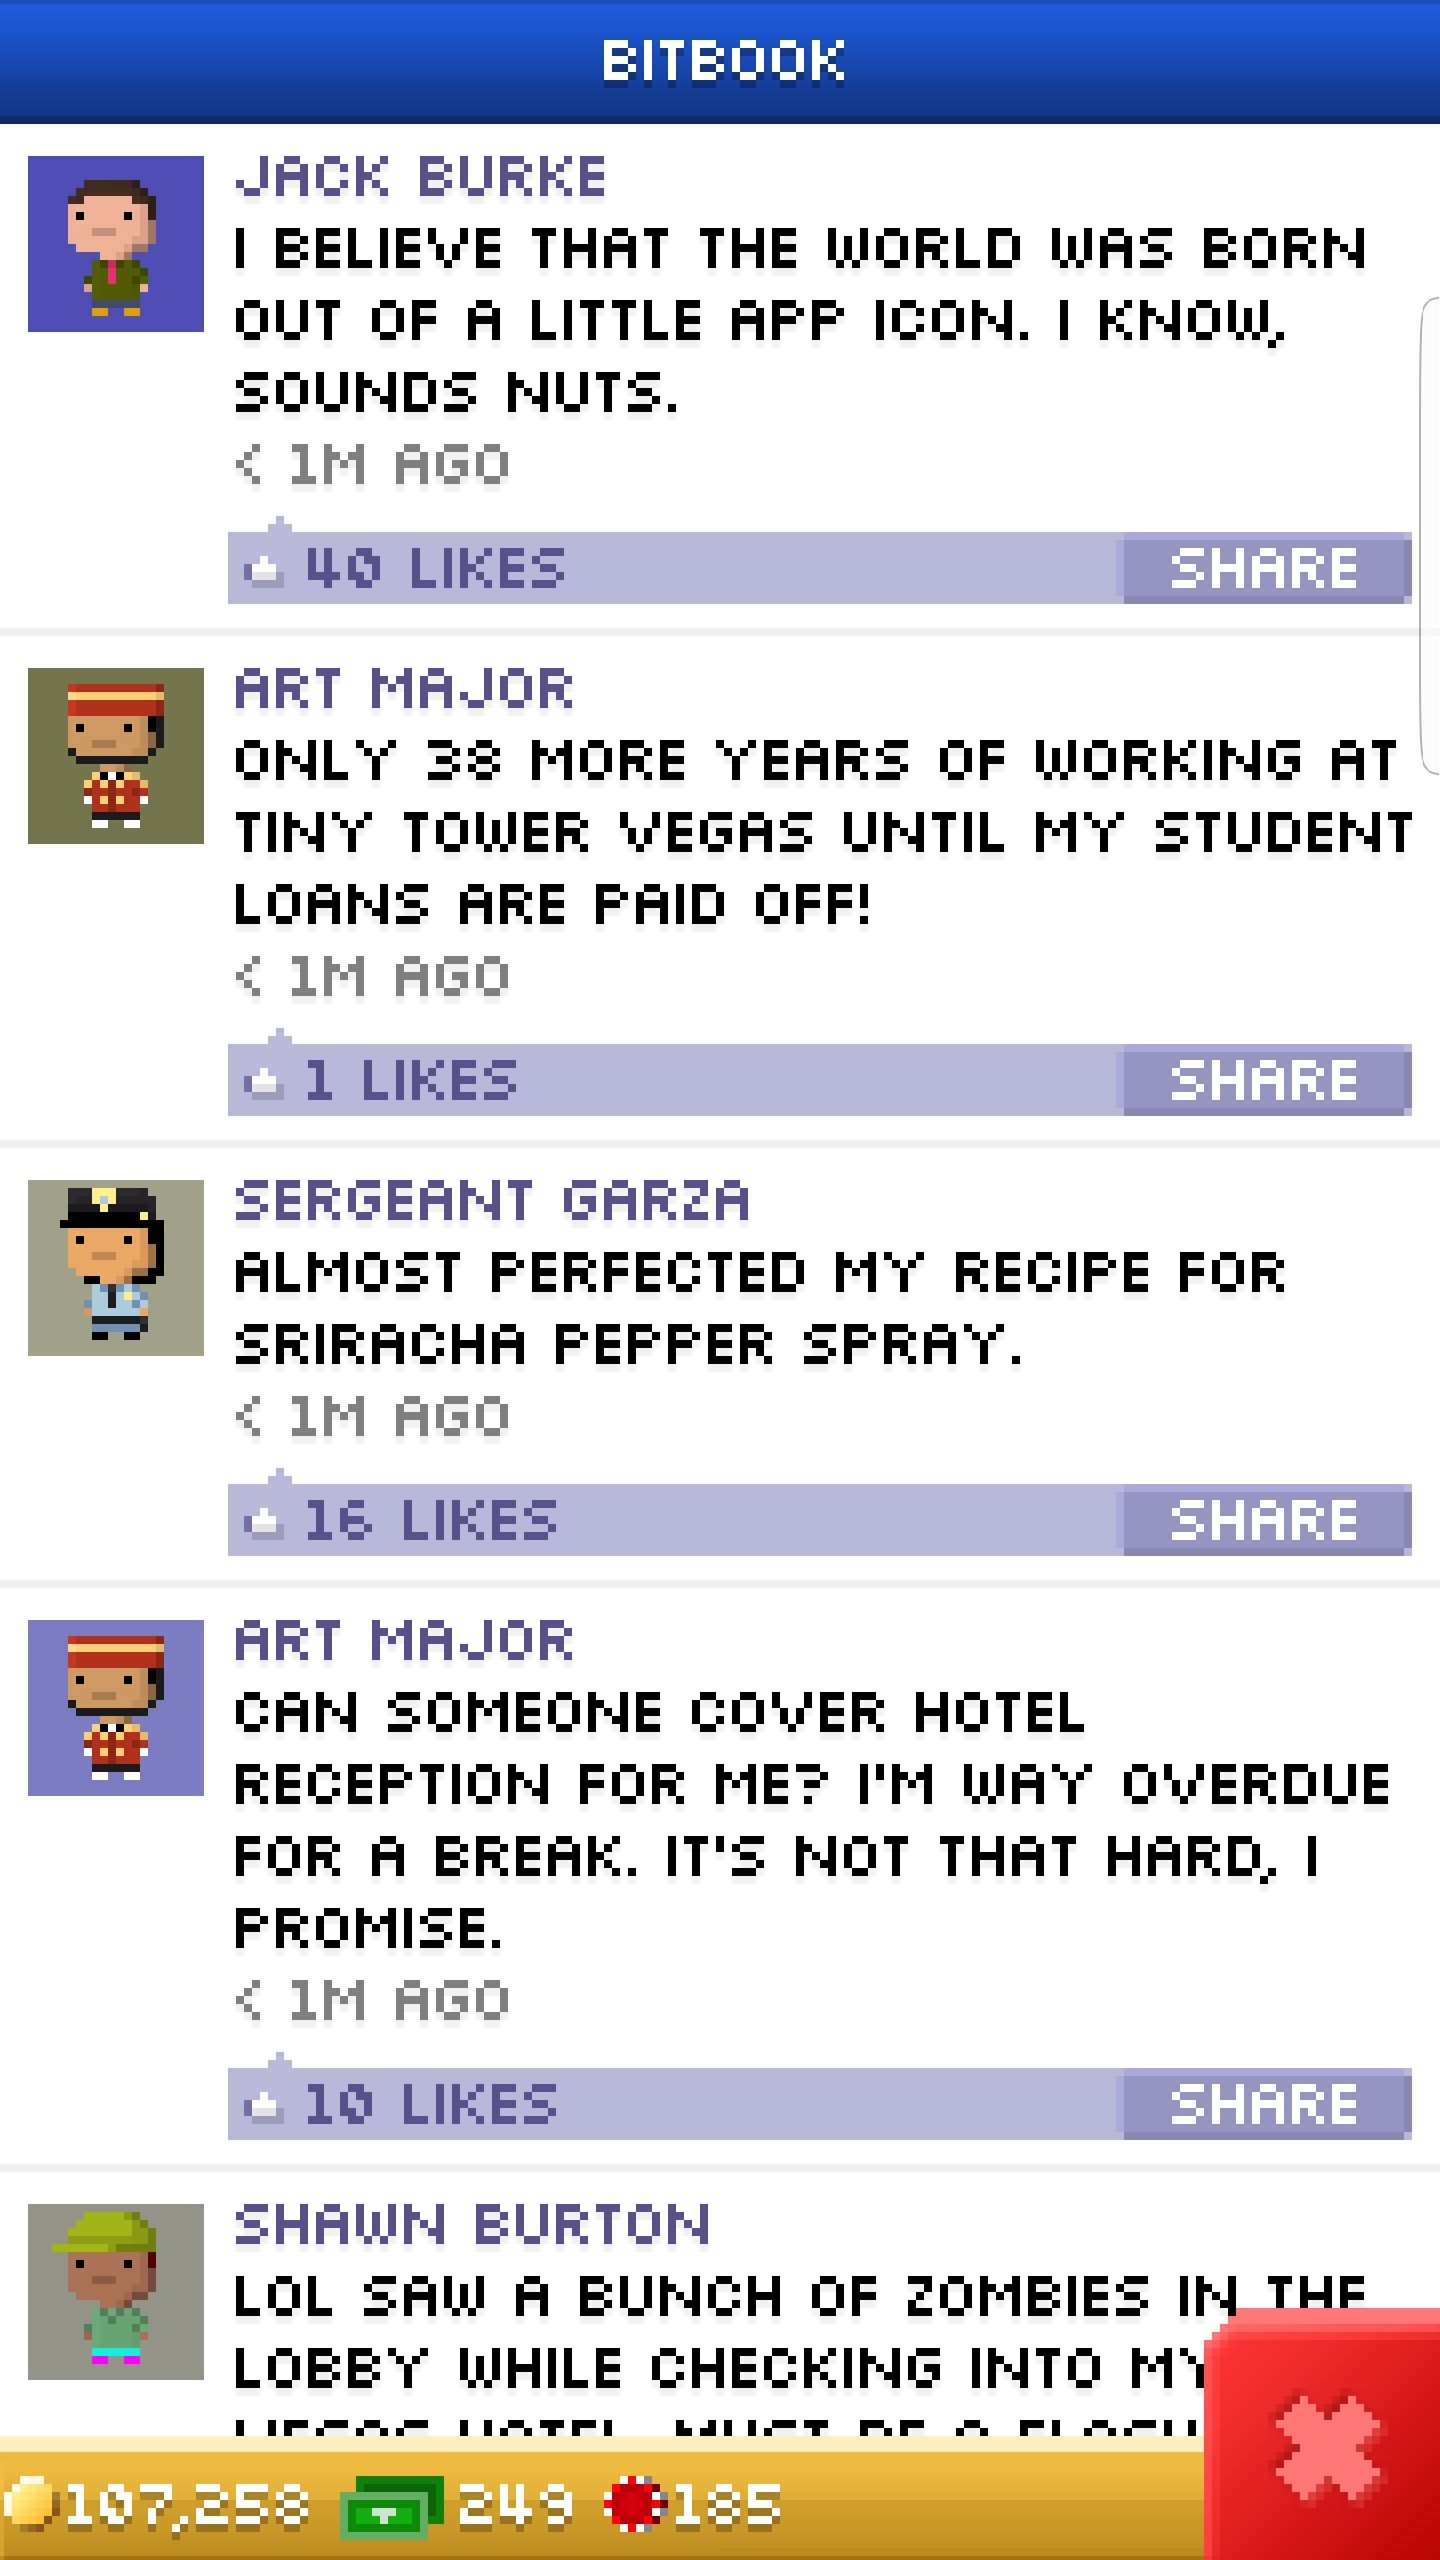 BITBOOK
JACK BURKE
I BELIEVE THAT THE WORLD WAS BORN
OUT OF A LITTLE APP ICON. I KNOW,
SOUNDS NUTS.
< 1M AGO
40 LIKES SHARE
ART MAJOR
ONLY 38 MORE YEARS OF WORKING AT
TINY TOWER VEGAS UNTIL MY STUDENT
LOANS ARE PAID OFF!
< 1M AGO
1 LIKES SHARE
SERGEANT GARZA
ALMOST PERFECTED MY RECIPE FOR
SRIRACHA PEPPER SPRAY.
< 1M AGO
16 LIKES SHARE
ART MAJOR
CAN SOMEONE COVER HOTEL
RECEPTION FOR ME? I'M WAY OVERDUE
FOR A BREAK. IT'S NOT THAT HARD, I
PROMISE.
< 1M AGO
10 LIKES SHARE
SHAWN BURTON
LOL SAW A BUNCH OF ZOMBIES IN THE
LOBBY WHILE CHECKING INTO MY
VEGAS HOTEL. MUST BE A FLASH
107,258 249 185